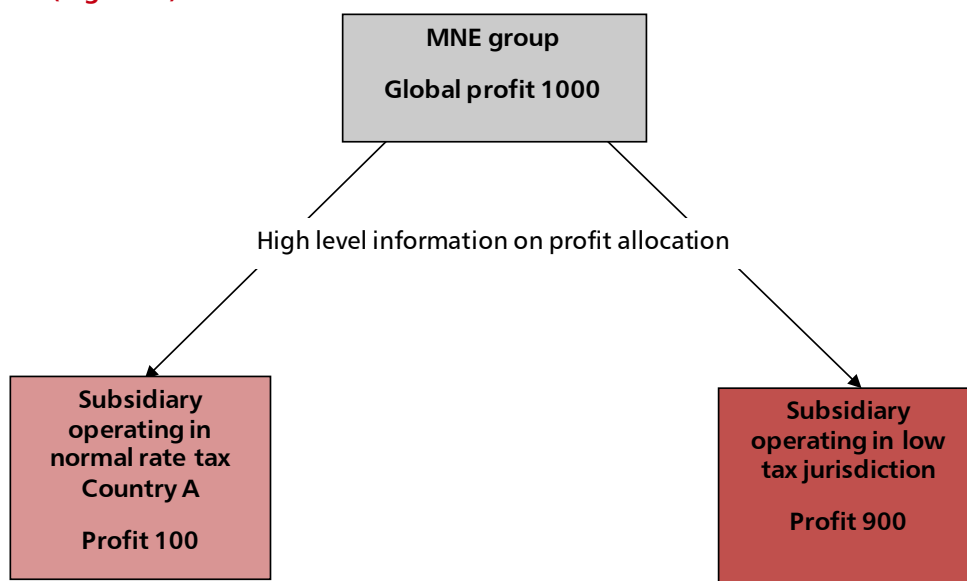 MNE group
Global profit 1000
High level information on profit allocation
Subsidiary
operating in
normal rate tax
Country A
Profit 100
Subsidiary
operating in low
tax jurisdiction
Profit 900